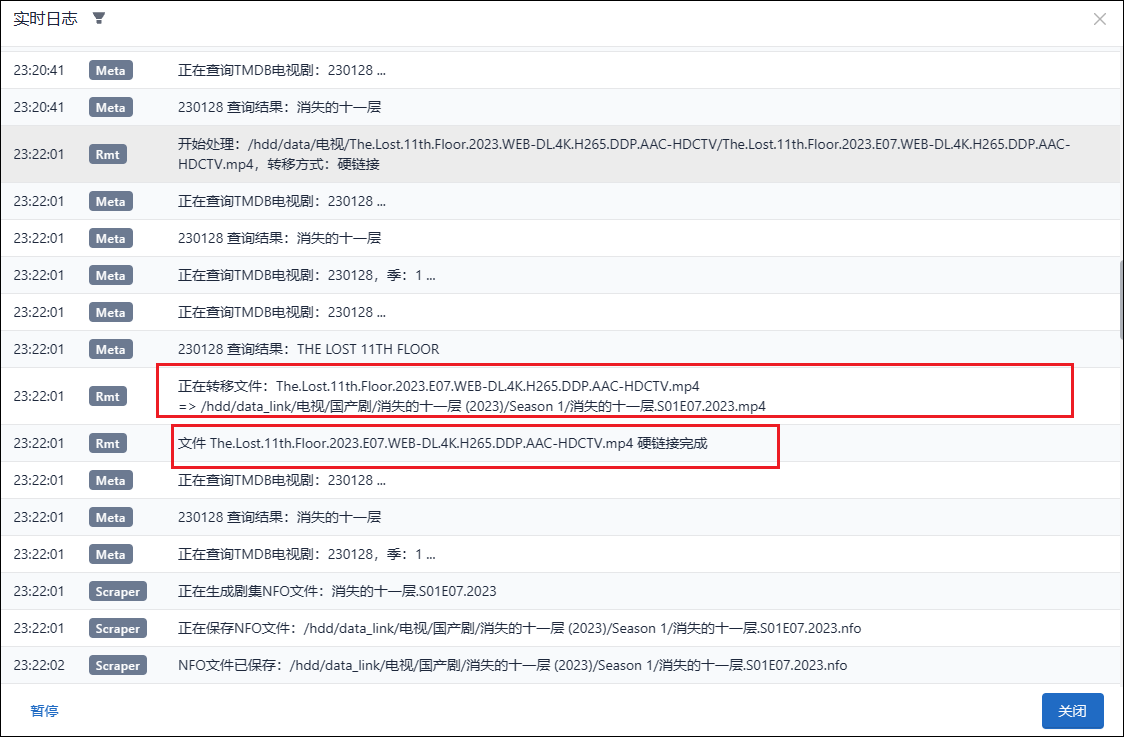 实时日志
23:20:41 Meta 正在查询TMDB电视剧：230128 ...
23:20:41 Meta 230128 查询结果：消失的十一层
23:22:01 Rmt 开始处理：/hdd/data/电视/The.Lost.11th.Floor.2023.WEB-DL.4K.H265.DDP.AAC-HDCTV/The.Lost.11th.Floor.2023.E07.WEB-DL.4K.H265.DDP.AAC-
HDCTV.mp4，转移方式：硬链接
23:22:01 Meta 正在查询TMDB电视剧：230128 ...
23:22:01 Meta 230128 查询结果：消失的十一层
23:22:01 Meta 正在查询TMDB电视剧：230128，季：1 ...
23:22:01 Meta 正在查询TMDB电视剧：230128 ...
23:22:01 Meta 230128 查询结果：THE LOST 11TH FLOOR
23:22:01 Rmt 正在转移文件：The.Lost.11th.Floor.2023.E07.WEB-DL.4K.H265.DDP.AAC-HDCTV.mp4
=> /hdd/data_link/电视/国产剧/消失的十一层 (2023)/Season 1/消失的十一层.S01E07.2023.mp4
23:22:01 Rmt 文件 The.Lost.11th.Floor.2023.E07.WEB-DL.4K.H265.DDP.AAC-HDCTV.mp4 硬链接完成
23:22:01 Meta 正在查询TMDB电视剧：230128 ...
23:22:01 Meta 230128 查询结果：消失的十一层
23:22:01 Meta 正在查询TMDB电视剧：230128，季：1 ...
23:22:01 Scraper 正在生成剧集NFO文件：消失的十一层.S01E07.2023
23:22:01 Scraper 正在保存NFO文件：/hdd/data_link/电视/国产剧/消失的十一层 (2023)/Season 1/消失的十一层.S01E07.2023.nfo
23:22:02 Scraper NFO文件已保存：/hdd/data_link/电视/国产剧/消失的十一层 (2023)/Season 1/消失的十一层.S01E07.2023.nfo
暂停 关闭